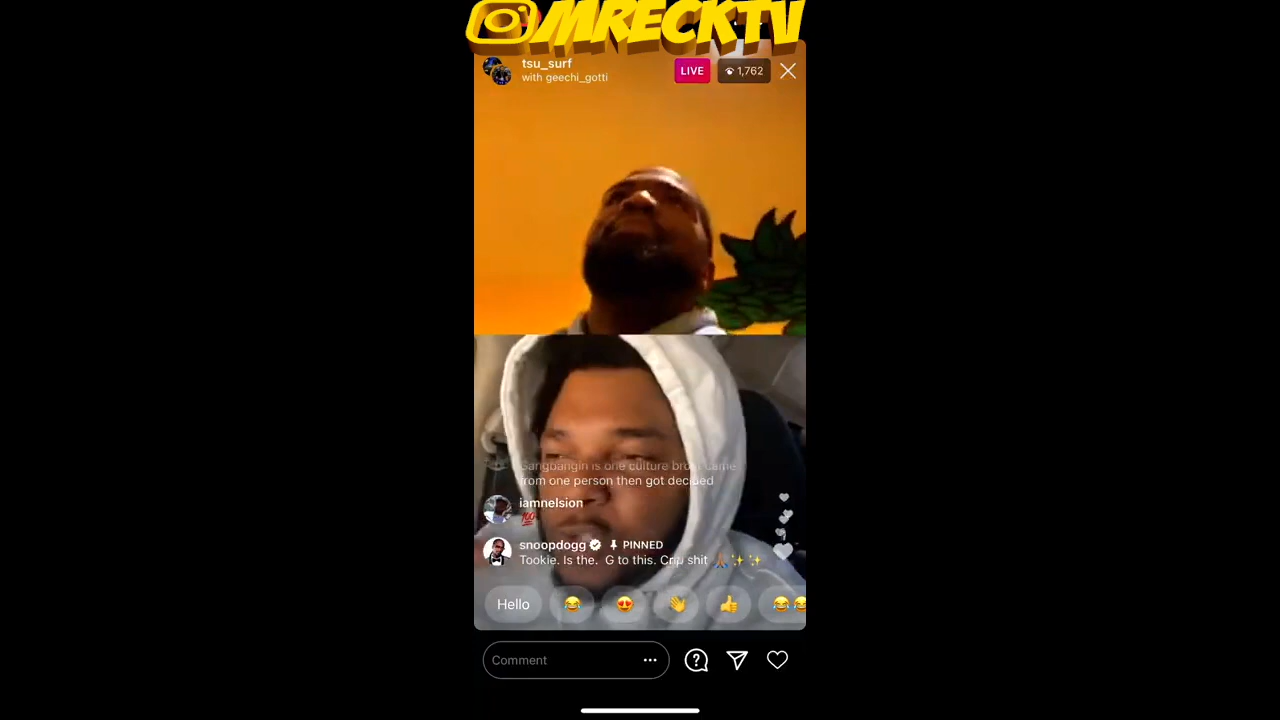 MRECKTV
tsu_surf
with geechi_gotti
LIVE
1,762
Gangbangin is one culture bro. came
from one person then got decided
iamnelsion
💯
snoopdogg PINNED
Tookie. Is the. G to this. Crip shit 🙏🏽✨✨
Hello 😂 😍 👋 👍 😂😂
Comment